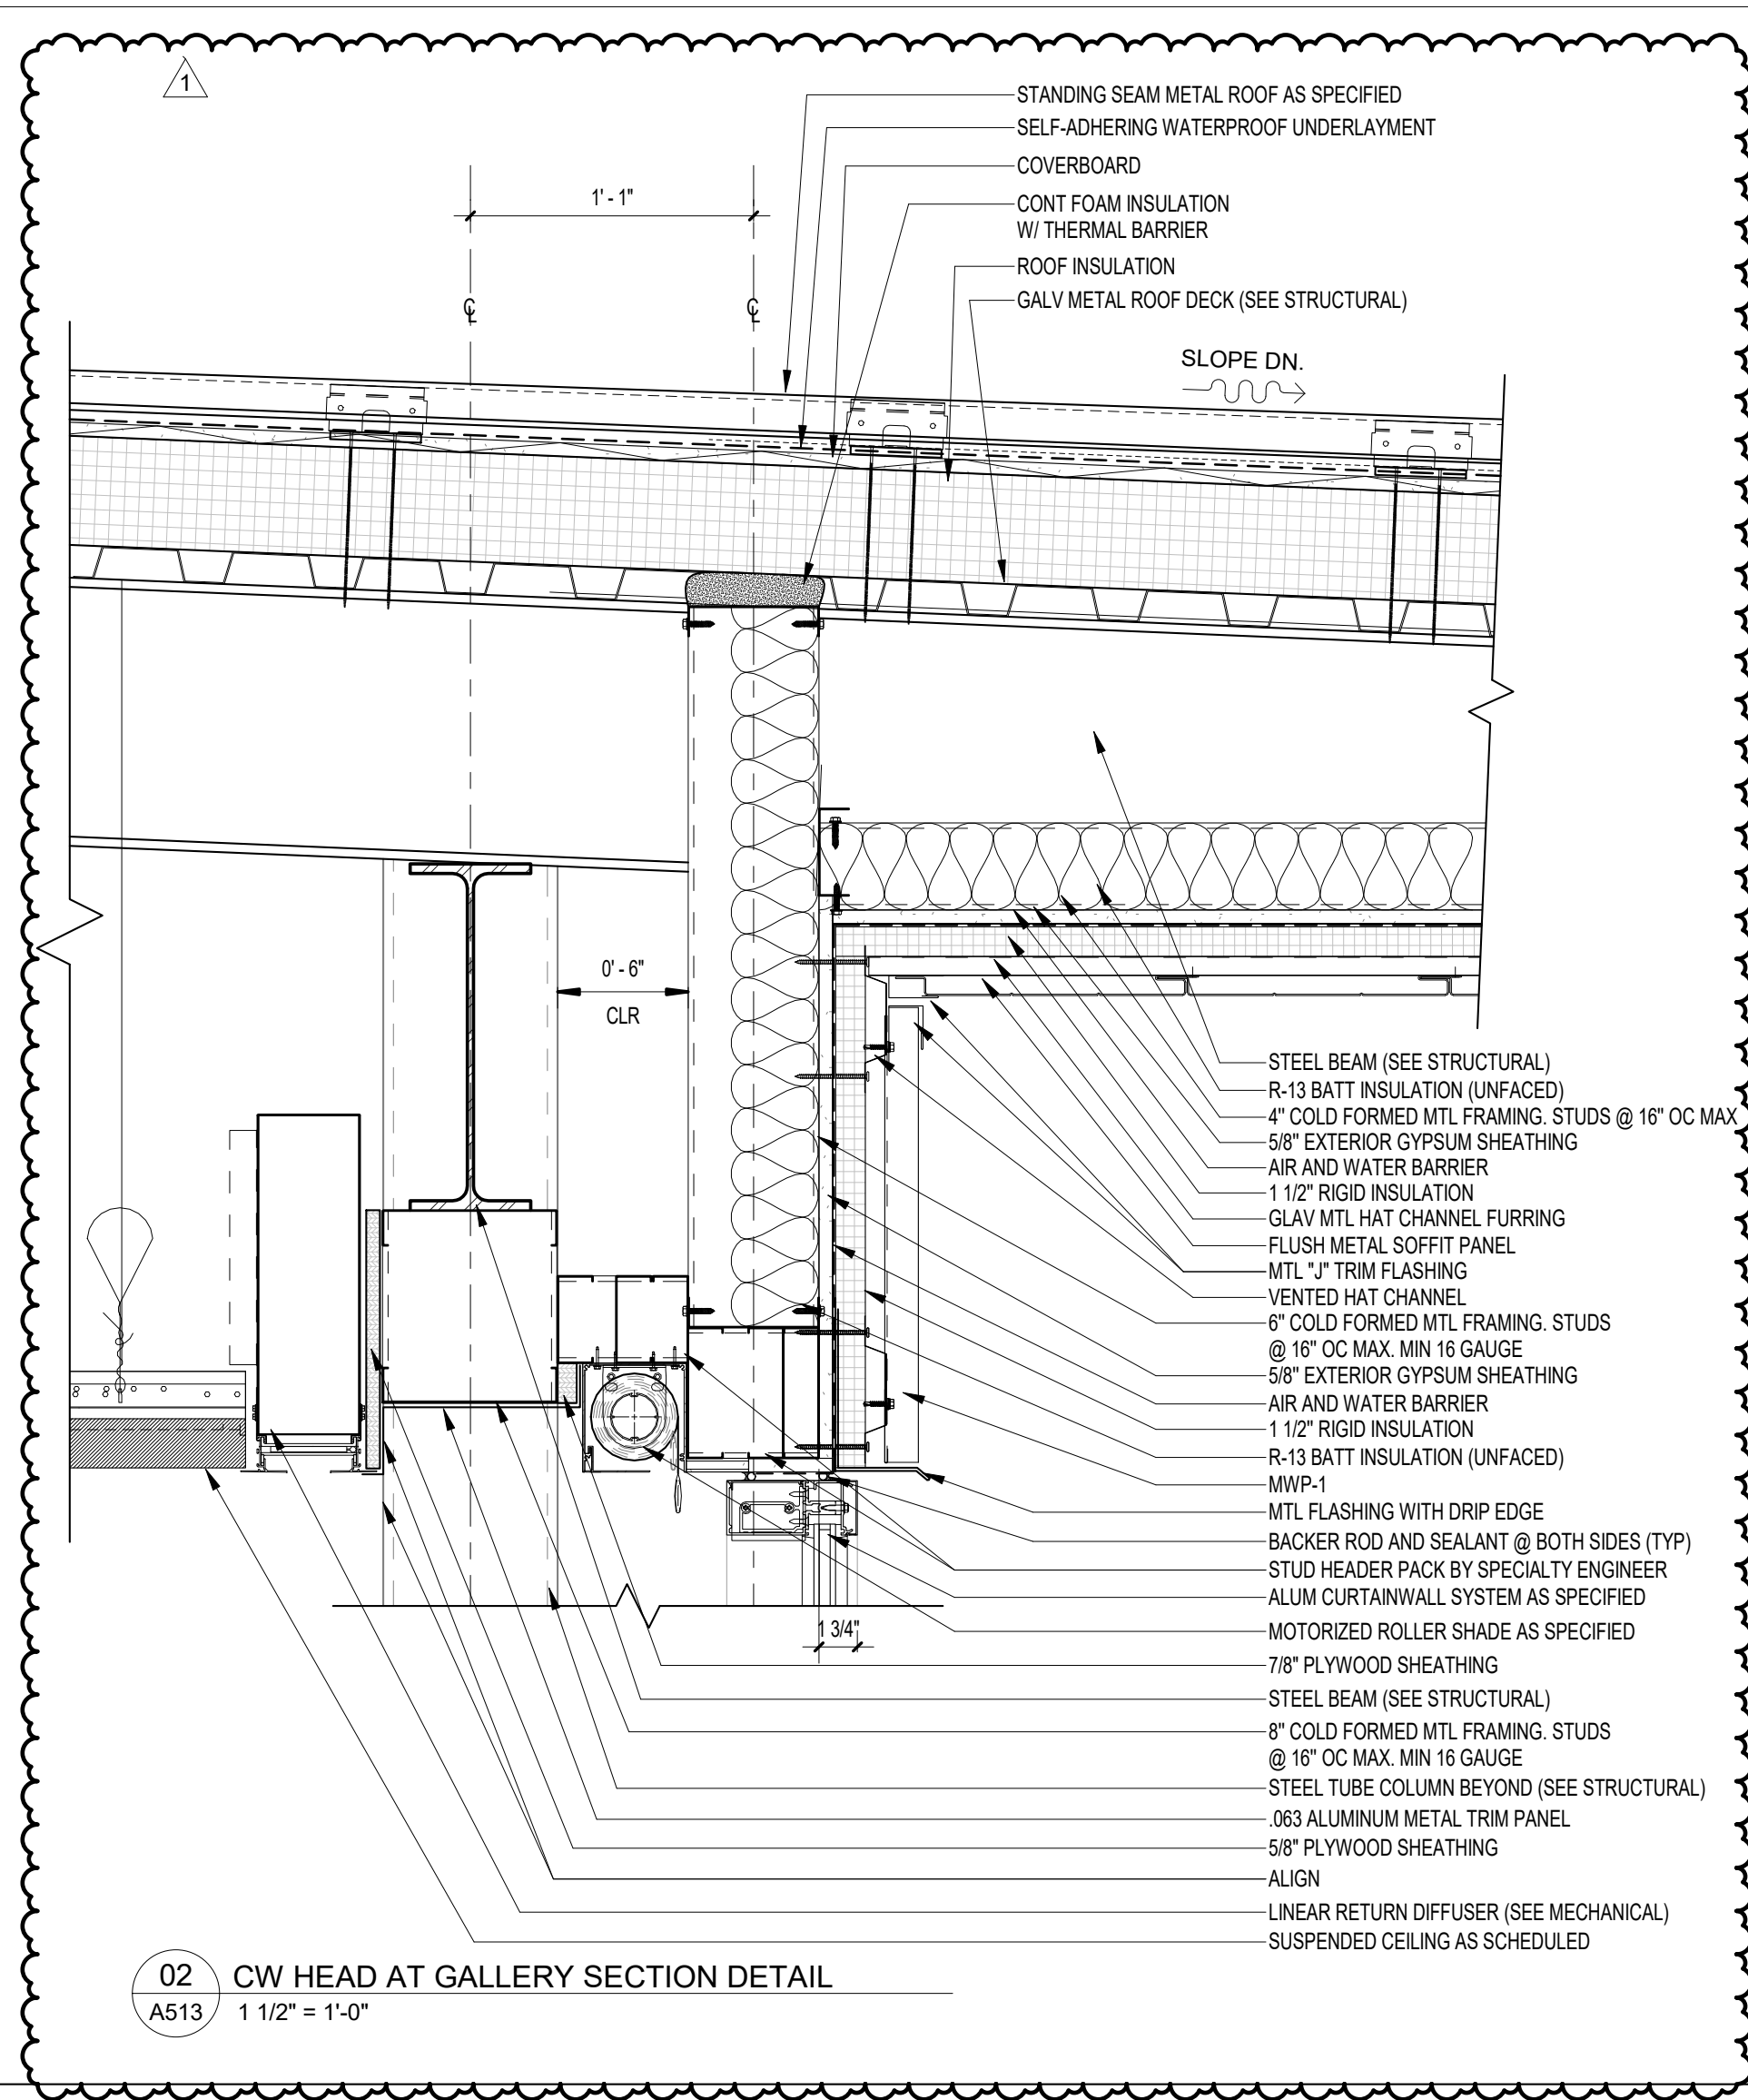 1
STANDING SEAM METAL ROOF AS SPECIFIED
SELF-ADHERING WATERPROOF UNDERLAYMENT
COVERBOARD
CONT FOAM INSULATION
W/ THERMAL BARRIER
ROOF INSULATION
GALV METAL ROOF DECK (SEE STRUCTURAL)
1' - 1"
℄
℄
SLOPE DN.
0' - 6"
CLR
STEEL BEAM (SEE STRUCTURAL)
R-13 BATT INSULATION (UNFACED)
4" COLD FORMED MTL FRAMING. STUDS @ 16" OC MAX
5/8" EXTERIOR GYPSUM SHEATHING
AIR AND WATER BARRIER
1 1/2" RIGID INSULATION
GLAV MTL HAT CHANNEL FURRING
FLUSH METAL SOFFIT PANEL
MTL "J" TRIM FLASHING
VENTED HAT CHANNEL
6" COLD FORMED MTL FRAMING. STUDS
@ 16" OC MAX. MIN 16 GAUGE
5/8" EXTERIOR GYPSUM SHEATHING
AIR AND WATER BARRIER
1 1/2" RIGID INSULATION
R-13 BATT INSULATION (UNFACED)
MWP-1
MTL FLASHING WITH DRIP EDGE
BACKER ROD AND SEALANT @ BOTH SIDES (TYP)
STUD HEADER PACK BY SPECIALTY ENGINEER
ALUM CURTAINWALL SYSTEM AS SPECIFIED
MOTORIZED ROLLER SHADE AS SPECIFIED
1 3/4"
7/8" PLYWOOD SHEATHING
STEEL BEAM (SEE STRUCTURAL)
8" COLD FORMED MTL FRAMING. STUDS
@ 16" OC MAX. MIN 16 GAUGE
STEEL TUBE COLUMN BEYOND (SEE STRUCTURAL)
.063 ALUMINUM METAL TRIM PANEL
5/8" PLYWOOD SHEATHING
ALIGN
LINEAR RETURN DIFFUSER (SEE MECHANICAL)
SUSPENDED CEILING AS SCHEDULED
02
CW HEAD AT GALLERY SECTION DETAIL
A513
1 1/2" = 1'-0"